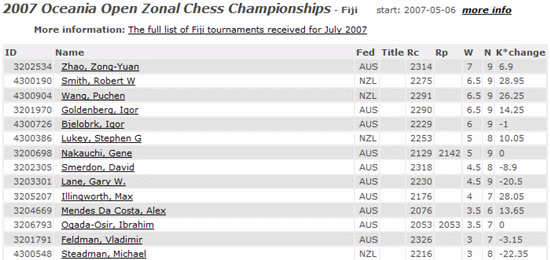 2007 Oceania Open Zonal Chess Championships - Fiji start: 2007-05-06 more info
More information: The full list of Fiji tournaments received for July 2007
ID Name Fed Title Rc Rp W N K*change
3202534 Zhao, Zong-Yuan AUS 2314 7 9 6.9
4300190 Smith, Robert W NZL 2275 6.5 9 28.95
4300904 Wang, Puchen NZL 2291 6.5 9 26.25
3201970 Goldenberg, Igor AUS 2290 6.5 9 14.25
4300726 Bjelobrk, Igor AUS 2229 6 9 -1
4300386 Lukey, Stephen G NZL 2253 5 8 10.05
3200698 Nakauchi, Gene AUS 2129 2142 5 9 0
3202305 Smerdon, David AUS 2318 4.5 8 -8.9
3203301 Lane, Gary W. AUS 2230 4.5 9 -20.5
3205207 Illingworth, Max AUS 2176 4 7 28.05
3204669 Mendes Da Costa, Alex AUS 2076 3.5 6 13.65
3206793 Ogada-Osir, Ibrahim AUS 2053 2053 3.5 7 0
3201791 Feldman, Vladimir AUS 2326 3 7 -3.15
4300548 Steadman, Michael NZL 2216 3 8 -22.35